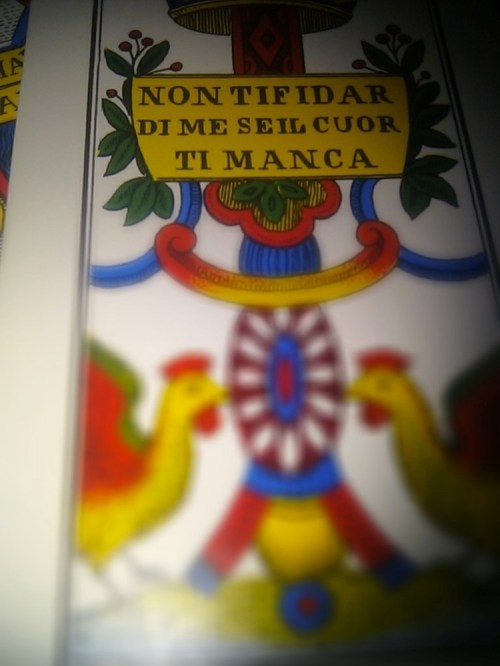 NON TI FIDAR
DI ME SE IL CUOR
TI MANCA